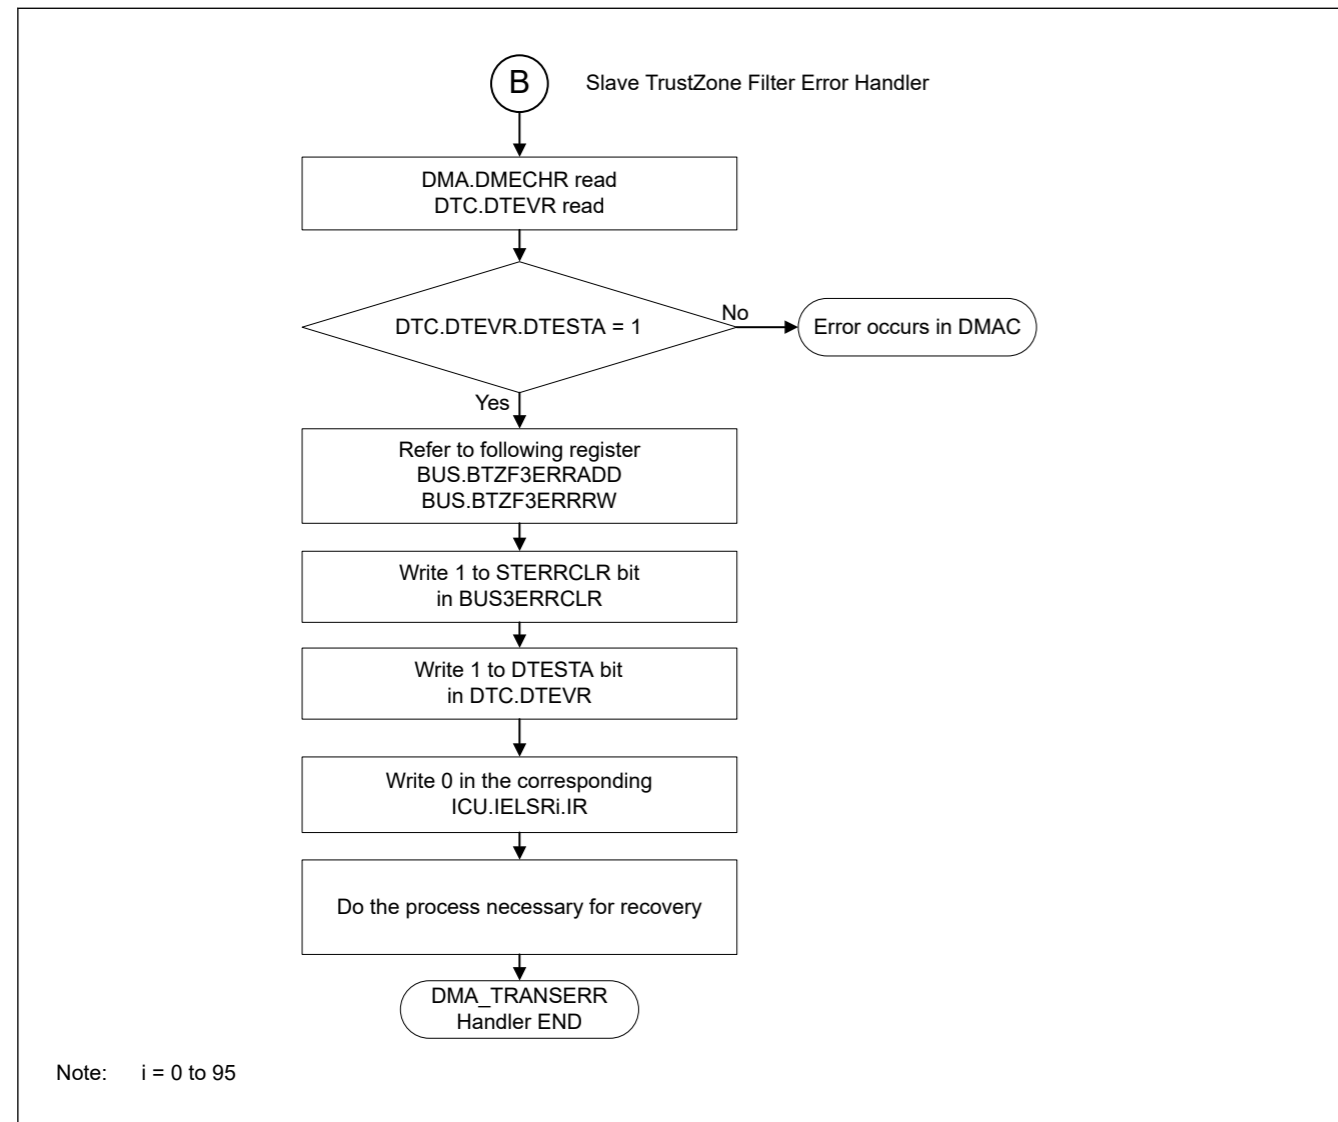 B
Slave TrustZone Filter Error Handler
DMA.DMECHR read
DTC.DTEVR read
DTC.DTEVR.DTESTA = 1
No
Error occurs in DMAC
Yes
Refer to following register
BUS.BTZF3ERRADD
BUS.BTZF3ERRRW
Write 1 to STERRCLR bit
in BUS3ERRCLR
Write 1 to DTESTA bit
in DTC.DTEVR
Write 0 in the corresponding
ICU.IELSRi.IR
Do the process necessary for recovery
DMA_TRANSERR
Handler END
Note: i = 0 to 95